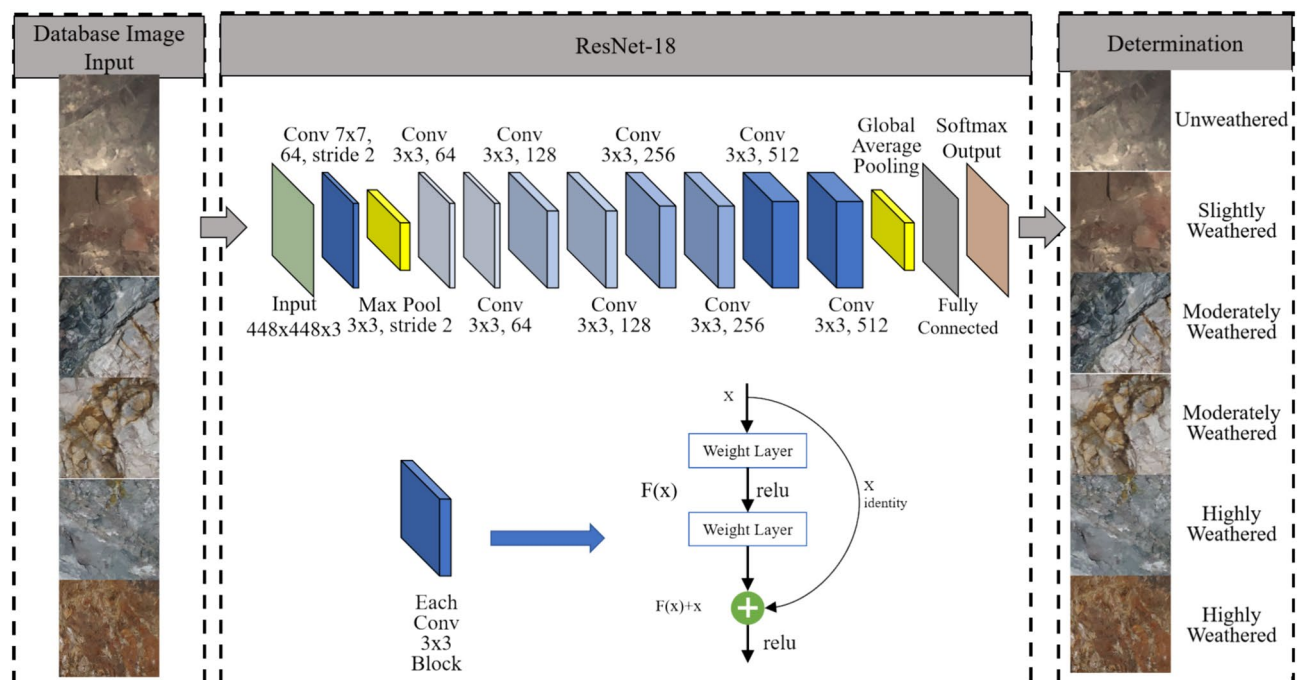 Database Image
Input
ResNet-18
Determination
Conv 7x7,
64, stride 2
Conv
3x3, 64
Conv
3x3, 128
Conv
3x3, 256
Conv
3x3, 512
Global
Average
Pooling
Softmax
Output
Input
448x448x3
Max Pool
3x3, stride 2
Conv
3x3, 64
Conv
3x3, 128
Conv
3x3, 256
Conv
3x3, 512
Fully
Connected
Each
Conv
3x3
Block
X
Weight Layer
F(x)
relu
X
identity
Weight Layer
F(x)+x
relu
Unweathered
Slightly
Weathered
Moderately
Weathered
Moderately
Weathered
Highly
Weathered
Highly
Weathered